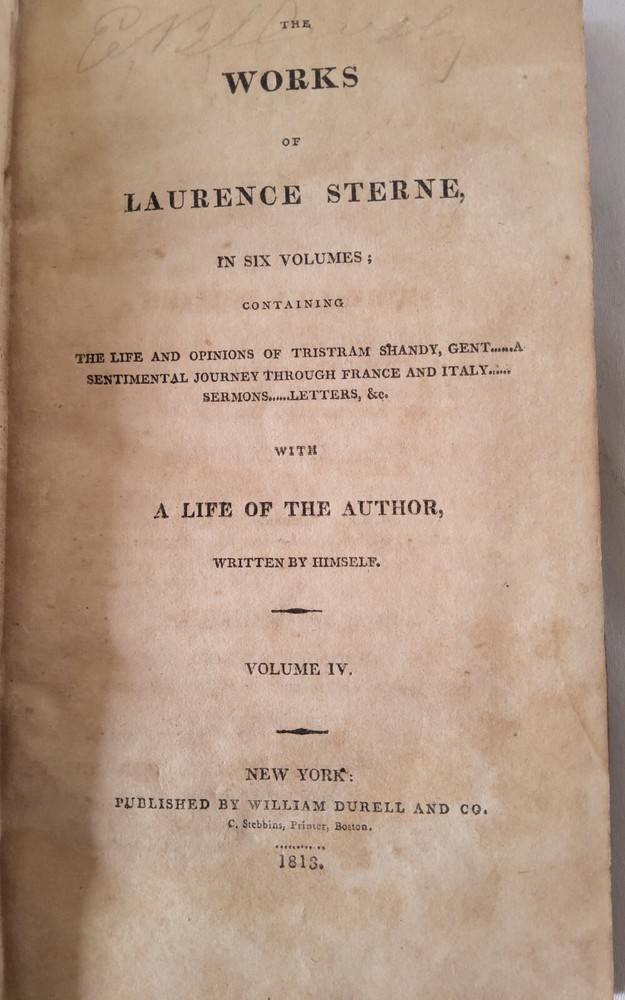 THE
WORKS
OF
LAURENCE STERNE,
IN SIX VOLUMES;
CONTAINING
THE LIFE AND OPINIONS OF TRISTRAM SHANDY, GENT......A
SENTIMENTAL JOURNEY THROUGH FRANCE AND ITALY......
SERMONS......LETTERS, &c.
WITH
A LIFE OF THE AUTHOR,
WRITTEN BY HIMSELF.
VOLUME IV.
NEW YORK:
PUBLISHED BY WILLIAM DURELL AND CO.
C. Stebbins, Printer, Boston.
1813.